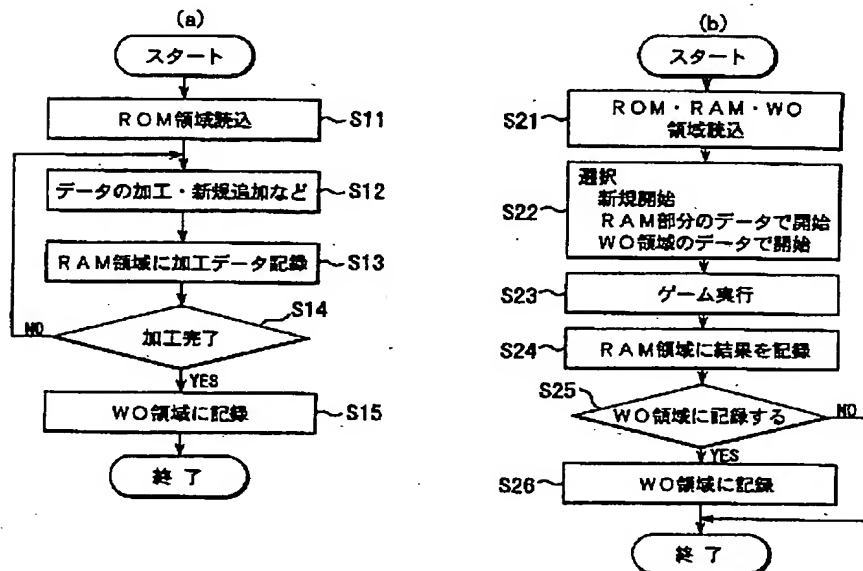 (a)
スタート
ROM領域読込
S11
データの加工・新規追加など
S12
RAM領域に加工データ記録
S13
S14
加工完了
NO
YES
WO領域に記録
S15
終 了
(b)
スタート
S21
ROM・RAM・WO
領域読込
S22
選択
新規開始
RAM部分のデータで開始
WO領域のデータで開始
S23
ゲーム実行
S24
RAM領域に結果を記録
S25
WO領域に記録する
NO
YES
S26
WO領域に記録
終 了